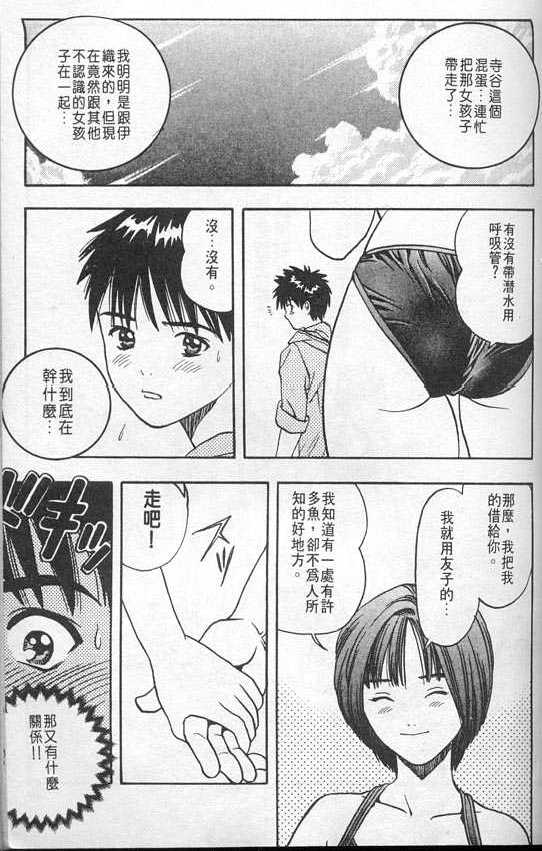 寺谷這個
混蛋…連忙
把那女孩子
帶走了…
我明明是跟伊
織來的，但現
在竟然跟其他
不認識的女孩
子在一起…
有沒有帶潛水用
呼吸管？
沒…沒有。
我到底在
幹什麼…
那麼，我把我
的借給你。
我就用友子的…
我知道有一處有許
多魚，卻不為人所
知的好地方。
走吧！
ドキッ
那又有什麼
關係!!